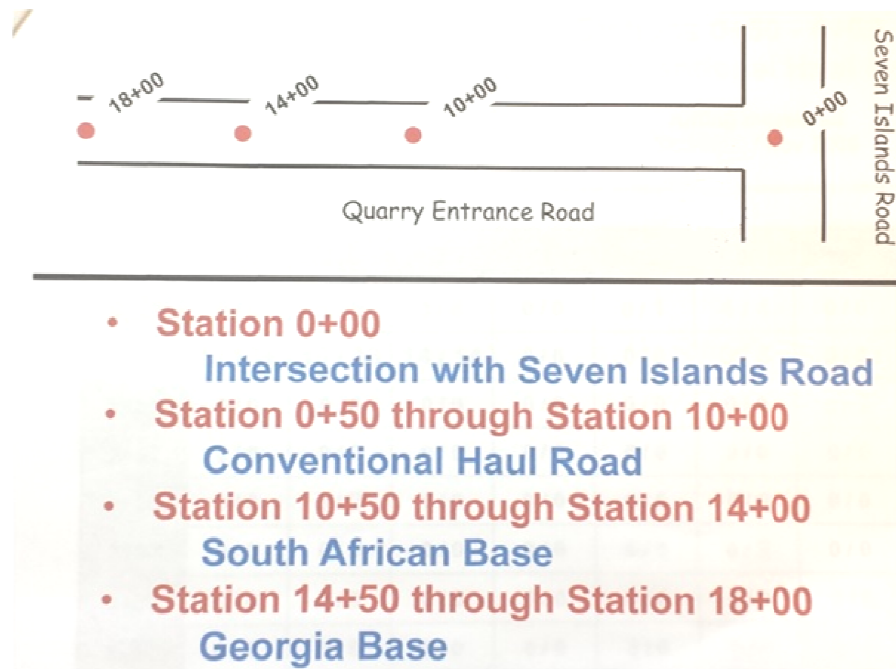 18+00
14+00
10+00
0+00
Seven Islands Road
Quarry Entrance Road
• Station 0+00
Intersection with Seven Islands Road
• Station 0+50 through Station 10+00
Conventional Haul Road
• Station 10+50 through Station 14+00
South African Base
• Station 14+50 through Station 18+00
Georgia Base